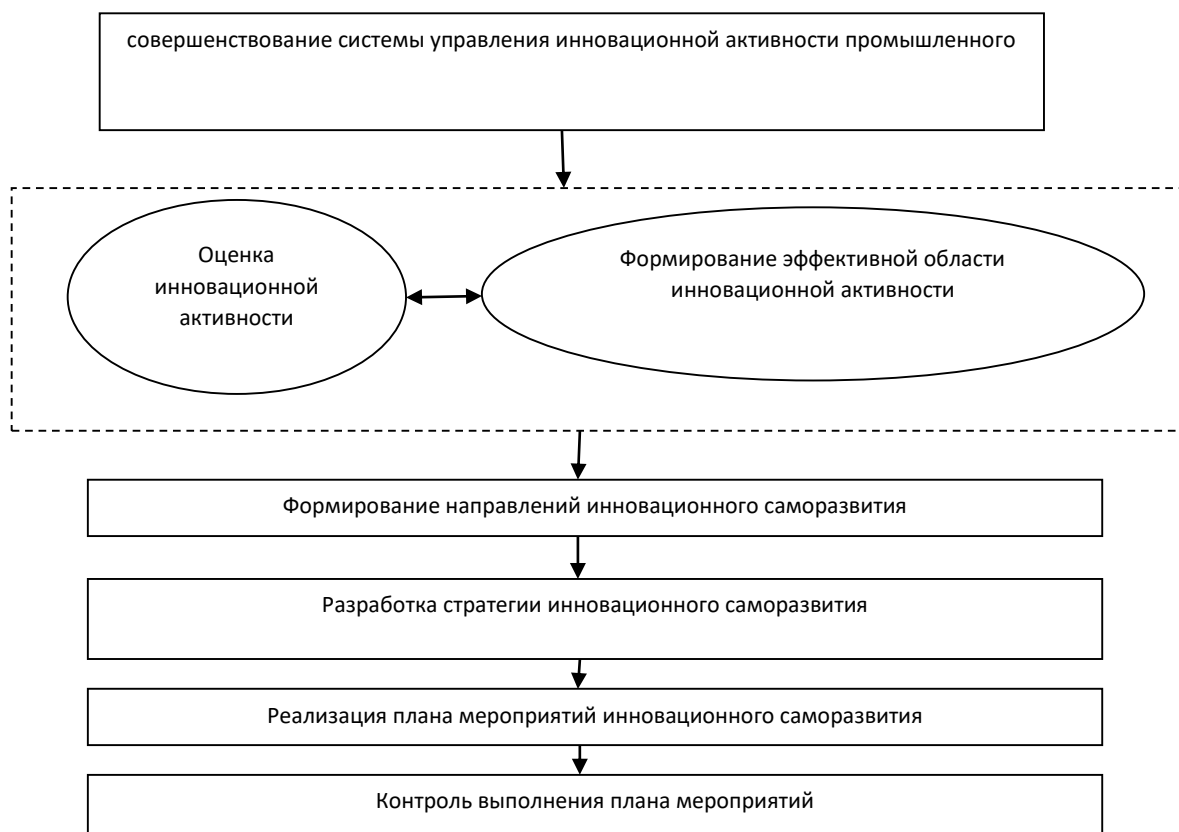 совершенствование системы управления инновационной активности промышленного
Оценка
инновационной
активности
Формирование эффективной области
инновационной активности
Формирование направлений инновационного саморазвития
Разработка стратегии инновационного саморазвития
Реализация плана мероприятий инновационного саморазвития
Контроль выполнения плана мероприятий